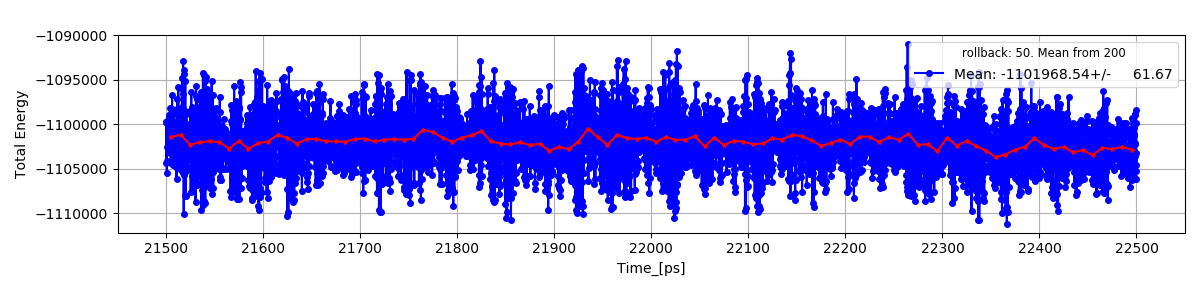 −1090000
−1095000
−1100000
−1105000
−1110000
Total Energy
rollback: 50. Mean from 200
Mean: -1101968.54+/-     61.67
21500 21600 21700 21800 21900 22000 22100 22200 22300 22400 22500
Time_[ps]